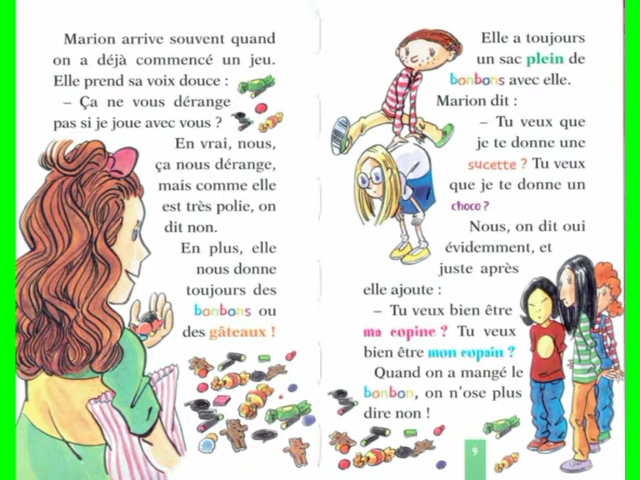 Marion arrive souvent quand
on a déjà commencé un jeu.
Elle prend sa voix douce :
– Ça ne vous dérange
pas si je joue avec vous ?
En vrai, nous,
ça nous dérange,
mais comme elle
est très polie, on
dit non.
En plus, elle
nous donne
toujours des
bonbons ou
des gâteaux !
Elle a toujours
un sac plein de
bonbons avec elle.
Marion dit :
– Tu veux que
je te donne une
sucette ? Tu veux
que je te donne un
choco ?
Nous, on dit oui
évidemment, et
juste après
elle ajoute :
– Tu veux bien être
ma copine ? Tu veux
bien être mon copain ?
Quand on a mangé le
bonbon, on n'ose plus
dire non !
9